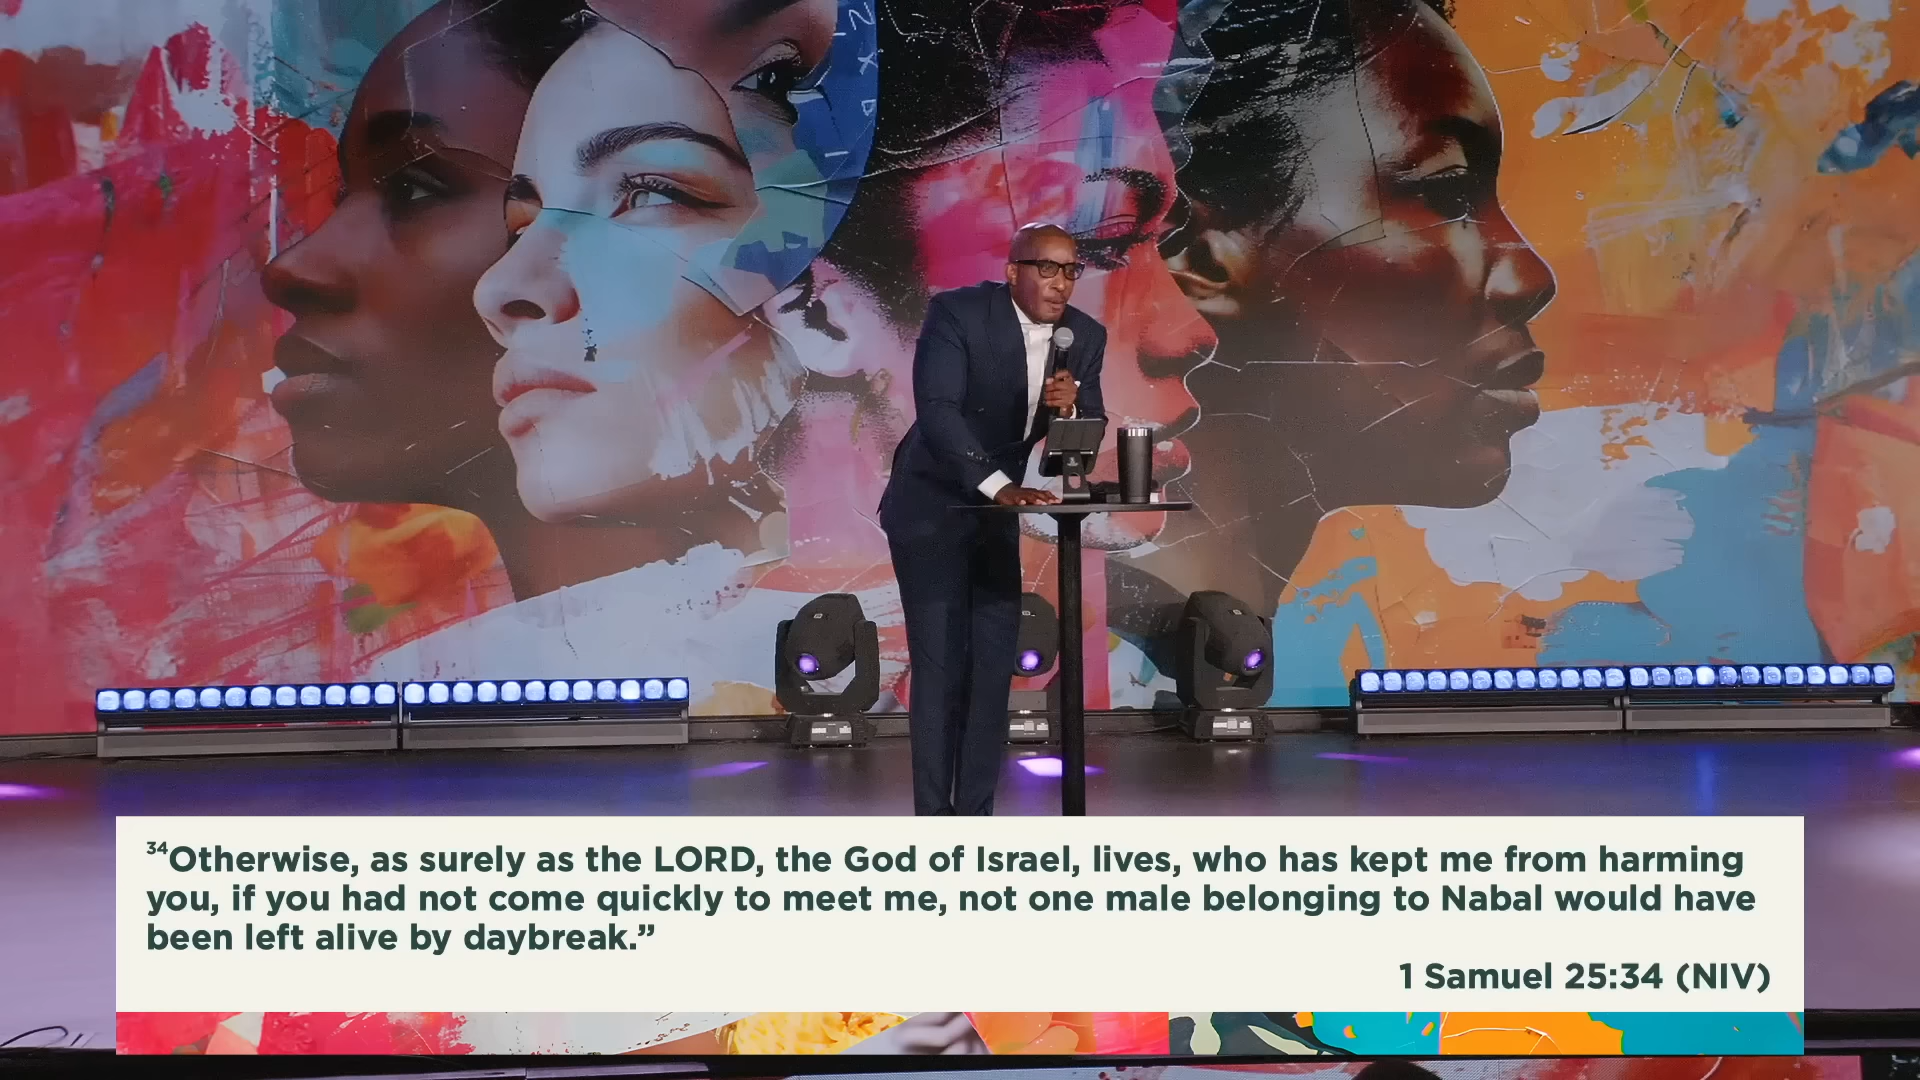 ³⁴Otherwise, as surely as the LORD, the God of Israel, lives, who has kept me from harming
you, if you had not come quickly to meet me, not one male belonging to Nabal would have
been left alive by daybreak.”
1 Samuel 25:34 (NIV)